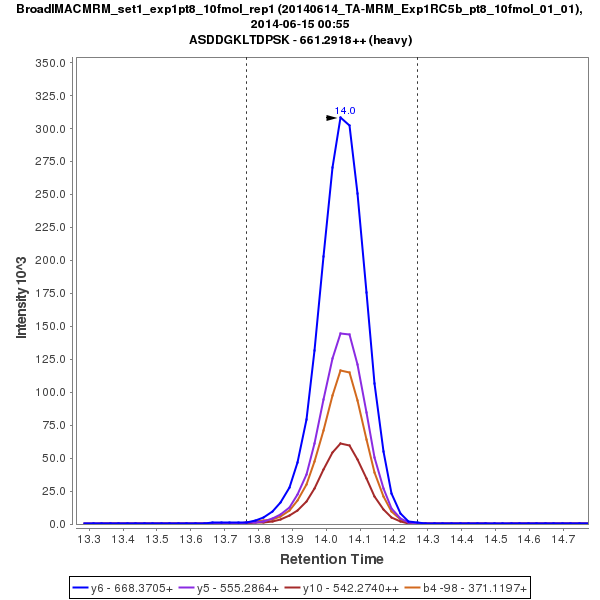 BroadIMACMRM_set1_exp1pt8_10fmol_rep1 (20140614_TA-MRM_Exp1RC5b_pt8_10fmol_01_01),
2014-06-15 00:55
ASDDGKLTDPSK - 661.2918++ (heavy)
350.0
325.0
300.0
275.0
250.0
225.0
200.0
175.0
150.0
125.0
100.0
75.0
50.0
25.0
0.0
Intensity 10^3
14.0
13.3 13.4 13.5 13.6 13.7 13.8 13.9 14.0 14.1 14.2 14.3 14.4 14.5 14.6 14.7
Retention Time
y6 - 668.3705+ y5 - 555.2864+ y10 - 542.2740++ b4 -98 - 371.1197+